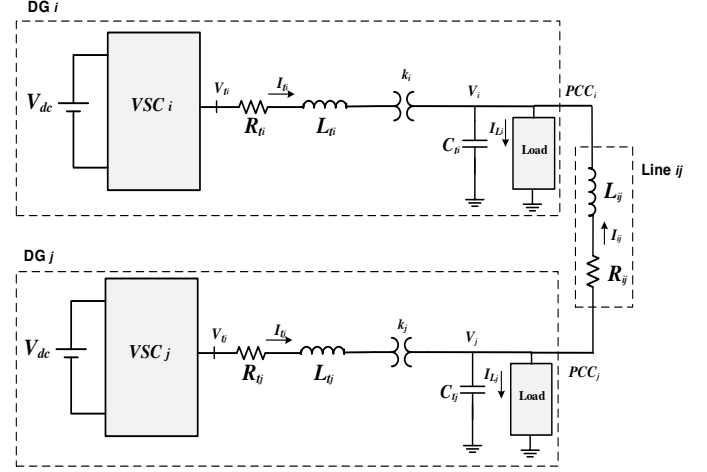 DG i
V_dc
VSC i
V_ti
I_ti
R_ti
L_ti
k_i
V_i
PCC_i
C_ti
I_Li
Load
Line ij
L_ij
I_ij
R_ij
DG j
V_dc
VSC j
V_tj
I_tj
R_tj
L_tj
k_j
V_j
PCC_j
C_tj
I_Lj
Load